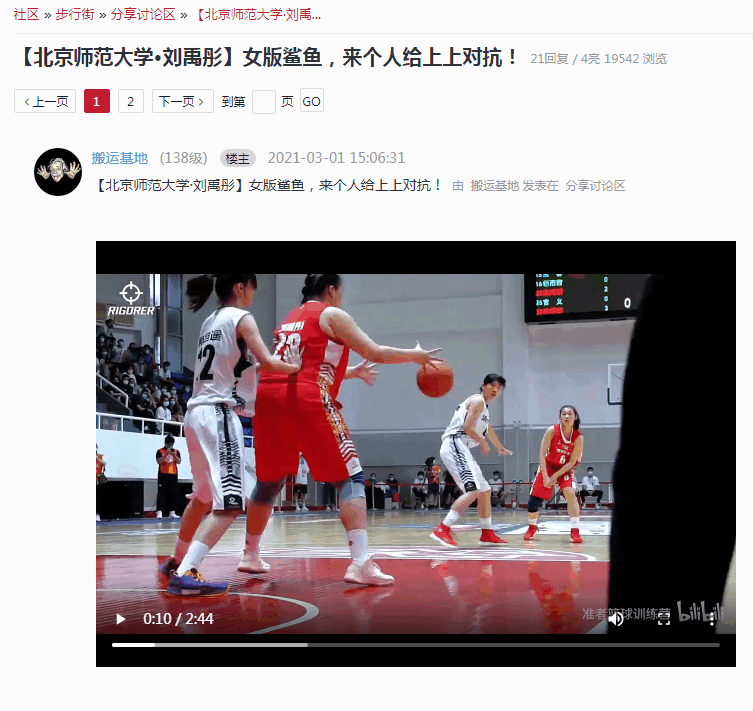 社区 » 步行街 » 分享讨论区 » 【北京师范大学·刘禹...
【北京师范大学·刘禹彤】女版鲨鱼，来个人给上上对抗！ 21回复 / 4亮 19542 浏览
‹ 上一页 1 2 下一页 › 到第 页 GO
搬运基地 (138级) 楼主 2021-03-01 15:06:31
【北京师范大学·刘禹彤】女版鲨鱼，来个人给上上对抗！ 由 搬运基地 发表在 分享讨论区
RIGORER
12
0
6
准者篮球训练营 bilibili
0:10 / 2:44